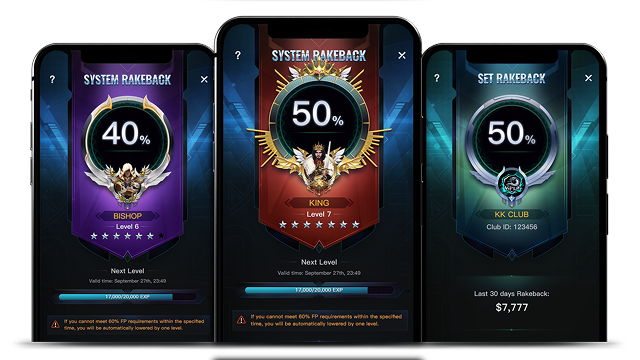 ?
SYSTEM RAKEBACK
×
40%
BISHOP
Level 6
Next Level
Valid time: September 27th, 23:49
17,000/20,000 EXP
If you cannot meet 60% FP requirements within the specified
time, you will be automatically lowered by one level.
?
SYSTEM RAKEBACK
×
50%
KING
Level 7
Next Level
Valid time: September 27th, 23:49
17,000/20,000 EXP
If you cannot meet 60% FP requirements within the specified
time, you will be automatically lowered by one level.
?
SET RAKEBACK
×
50%
KK CLUB
Club ID: 123456
Last 30 days Rakeback:
$7,777